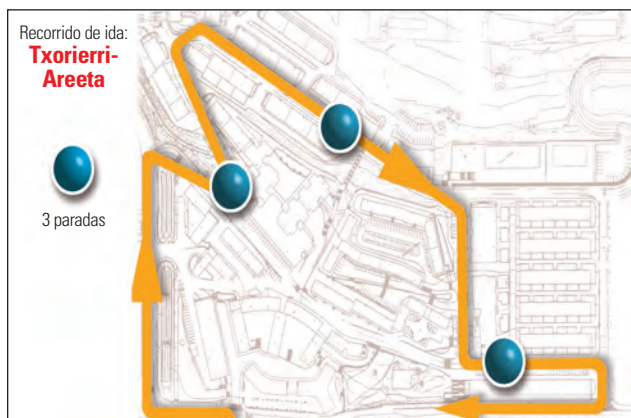 Recorrido de ida:
Txorierri-
Areeta
3 paradas